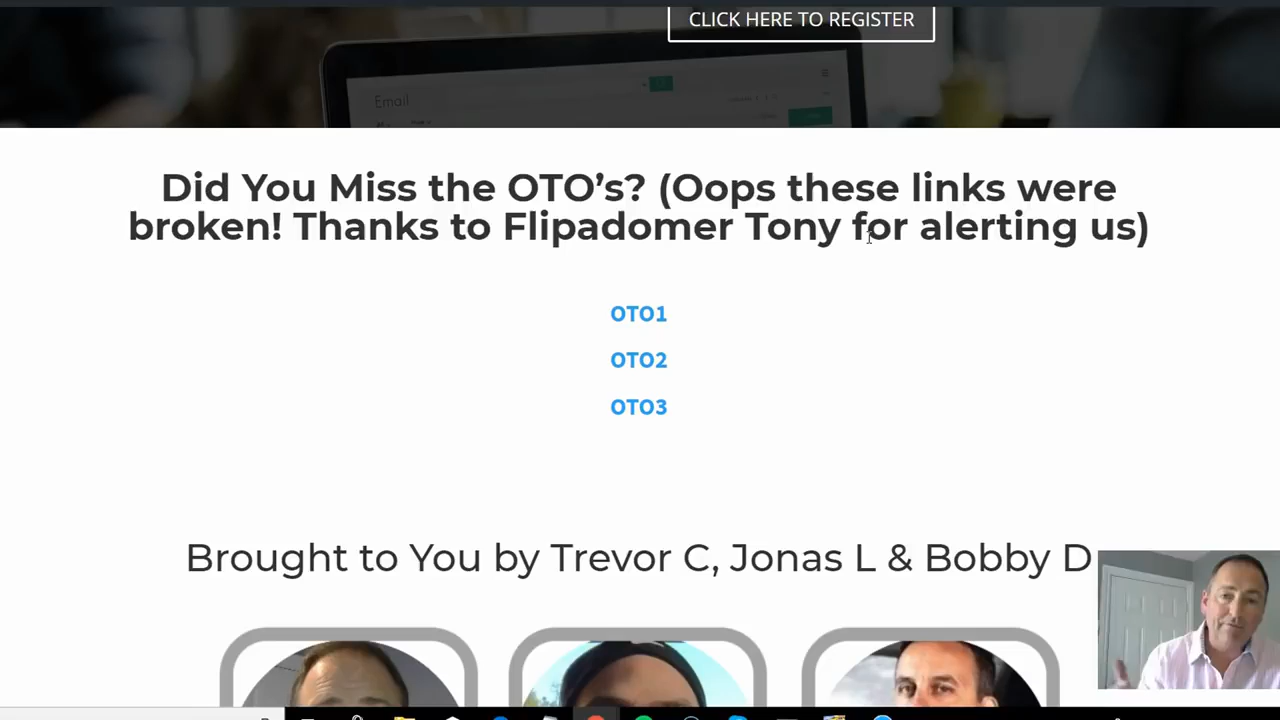 CLICK HERE TO REGISTER
Email
Did You Miss the OTO’s? (Oops these links were
broken! Thanks to Flipadomer Tony for alerting us)
OTO1
OTO2
OTO3
Brought to You by Trevor C, Jonas L & Bobby D